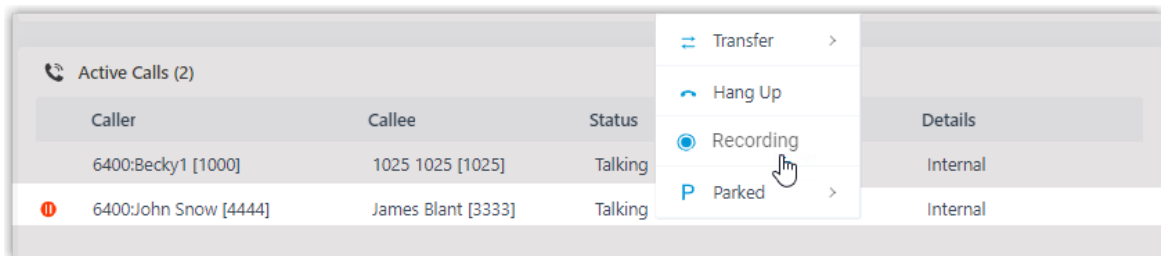 Transfer
Active Calls (2)
Hang Up
Caller Callee Status Details
Recording
6400:Becky1 [1000] 1025 1025 [1025] Talking Internal
P Parked
6400:John Snow [4444] James Blant [3333] Talking Internal